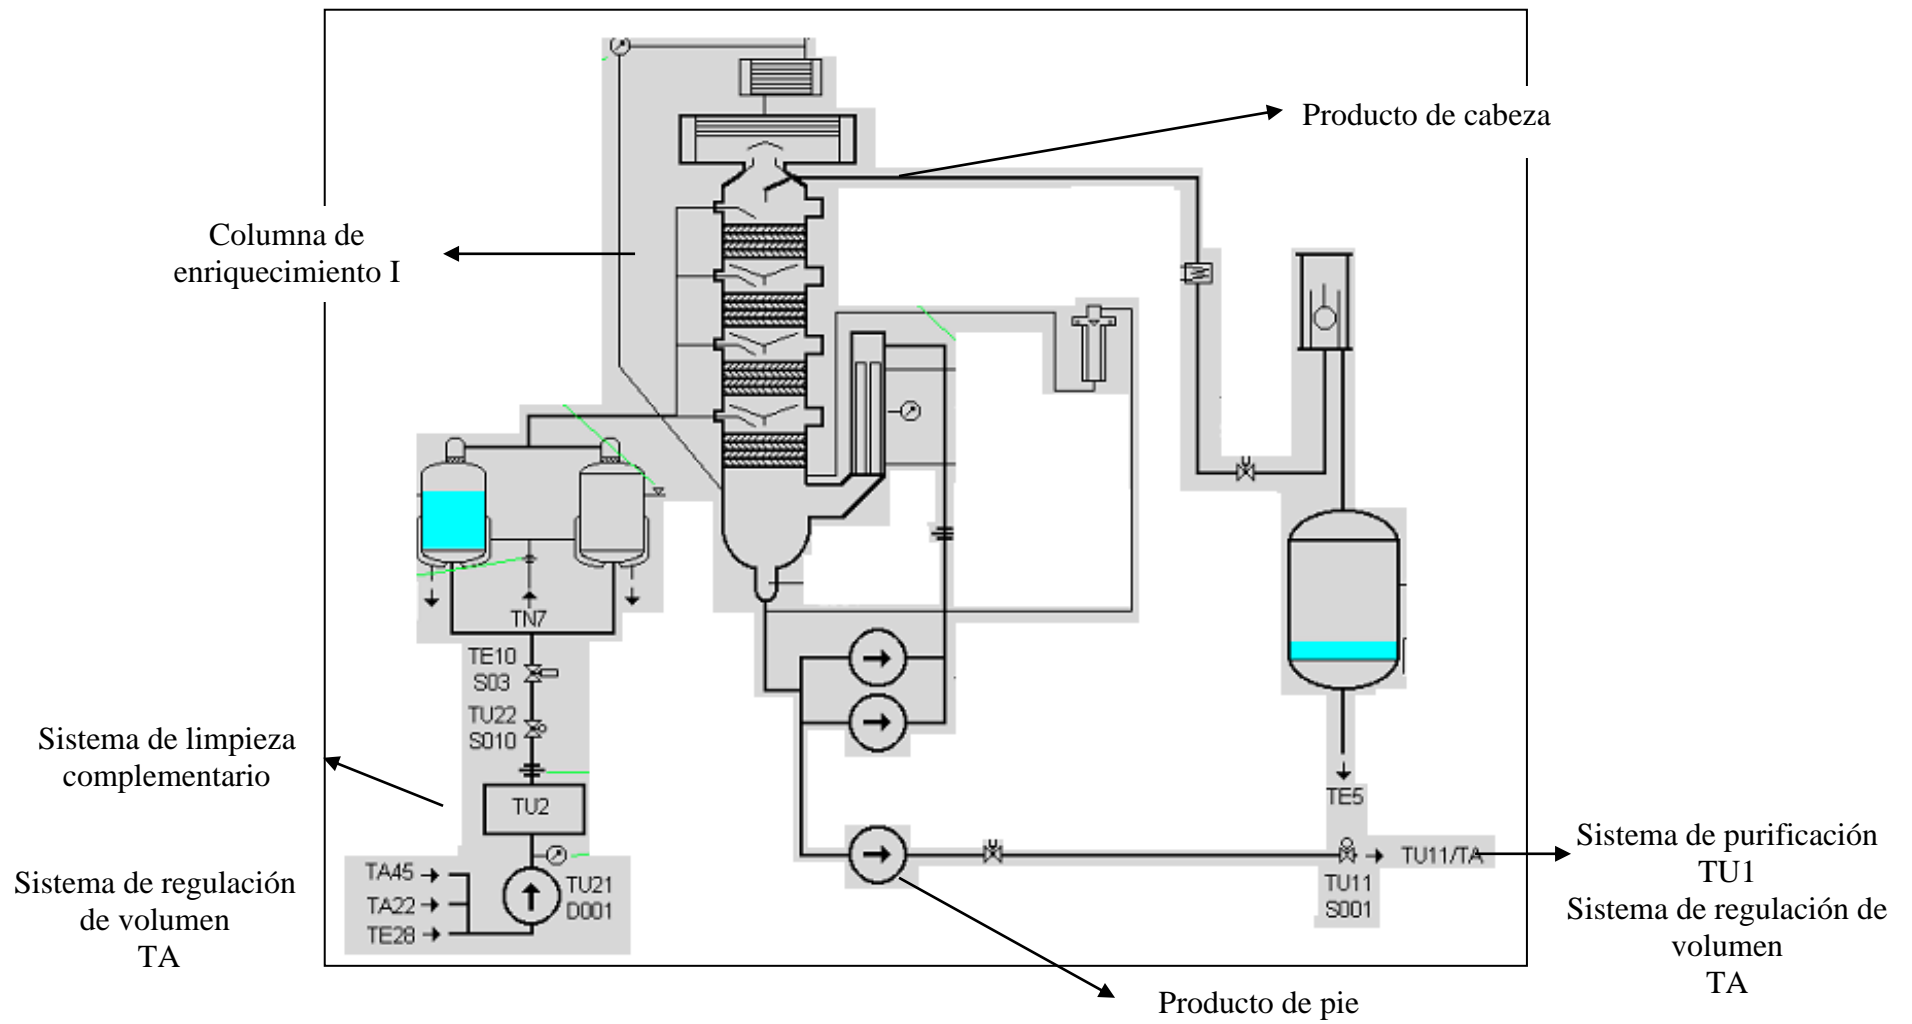 Producto de cabeza
Columna de
enriquecimiento I
TN7
TE10
S03
TU22
S010
Sistema de limpieza
complementario
TU2
TE5
TA45
TA22
TE28
TU21
D001
Sistema de regulación
de volumen
TA
TU11/TA
TU11
S001
Sistema de purificación
TU1
Sistema de regulación de
volumen
TA
Producto de pie